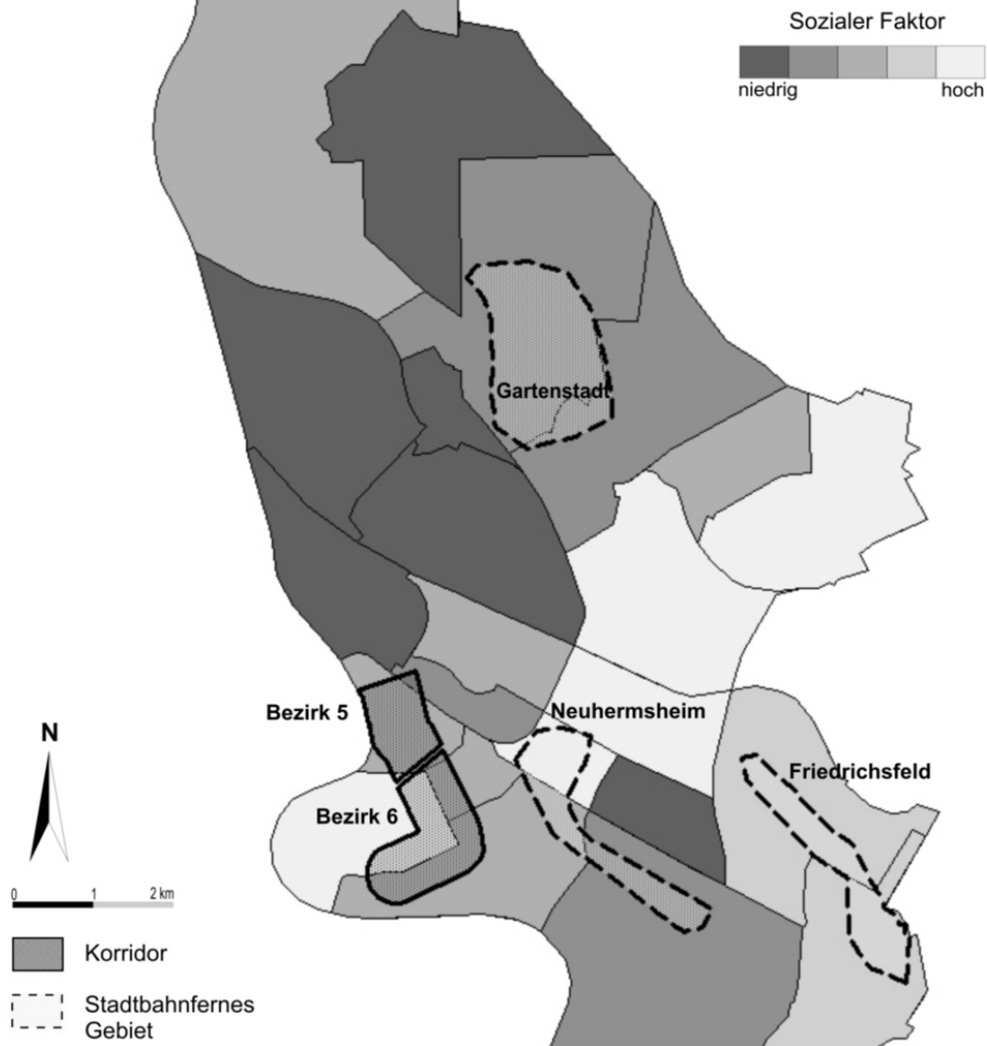 Sozialer Faktor
niedrig hoch
Gartenstadt
Bezirk 5
Neuhermsheim
Friedrichsfeld
Bezirk 6
N
0 1 2 km
Korridor
Stadtbahnfernes
Gebiet